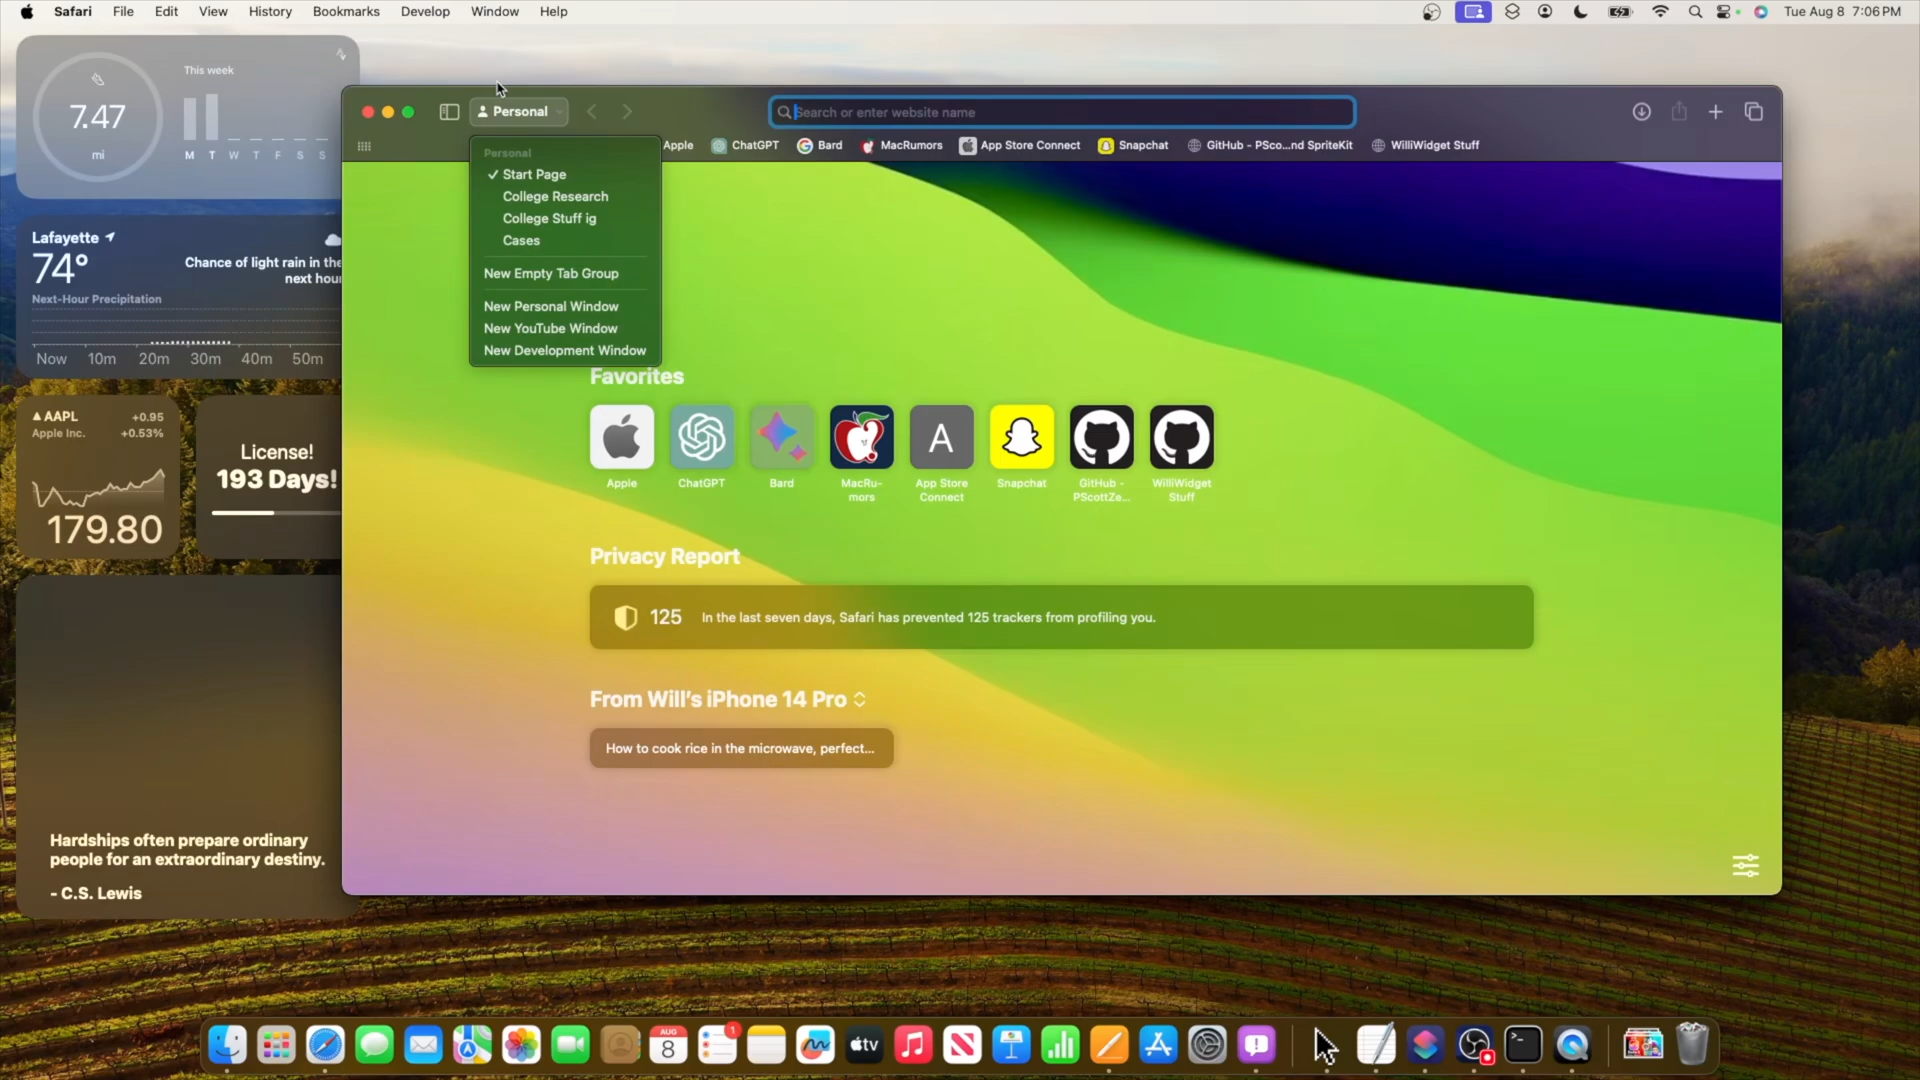 Safari File Edit View History Bookmarks Develop Window Help
Tue Aug 8 7:06 PM
This week
7.47
mi
M T W T F S S
Lafayette
74°
Chance of light rain in the
next hour
Next-Hour Precipitation
Now 10m 20m 30m 40m 50m
AAPL +0.95
Apple Inc. +0.53%
179.80
License!
193 Days!
Hardships often prepare ordinary
people for an extraordinary destiny.
- C.S. Lewis
Personal
Search or enter website name
Apple ChatGPT Bard MacRumors App Store Connect Snapchat GitHub - PSco...nd SpriteKit WilliWidget Stuff
Personal
Start Page
College Research
College Stuff ig
Cases
New Empty Tab Group
New Personal Window
New YouTube Window
New Development Window
Favorites
A
Apple ChatGPT Bard MacRu-
mors App Store
Connect Snapchat GitHub -
PScottZe... WilliWidget
Stuff
Privacy Report
125 In the last seven days, Safari has prevented 125 trackers from profiling you.
From Will's iPhone 14 Pro
How to cook rice in the microwave, perfect...
AUG
8
1
tv